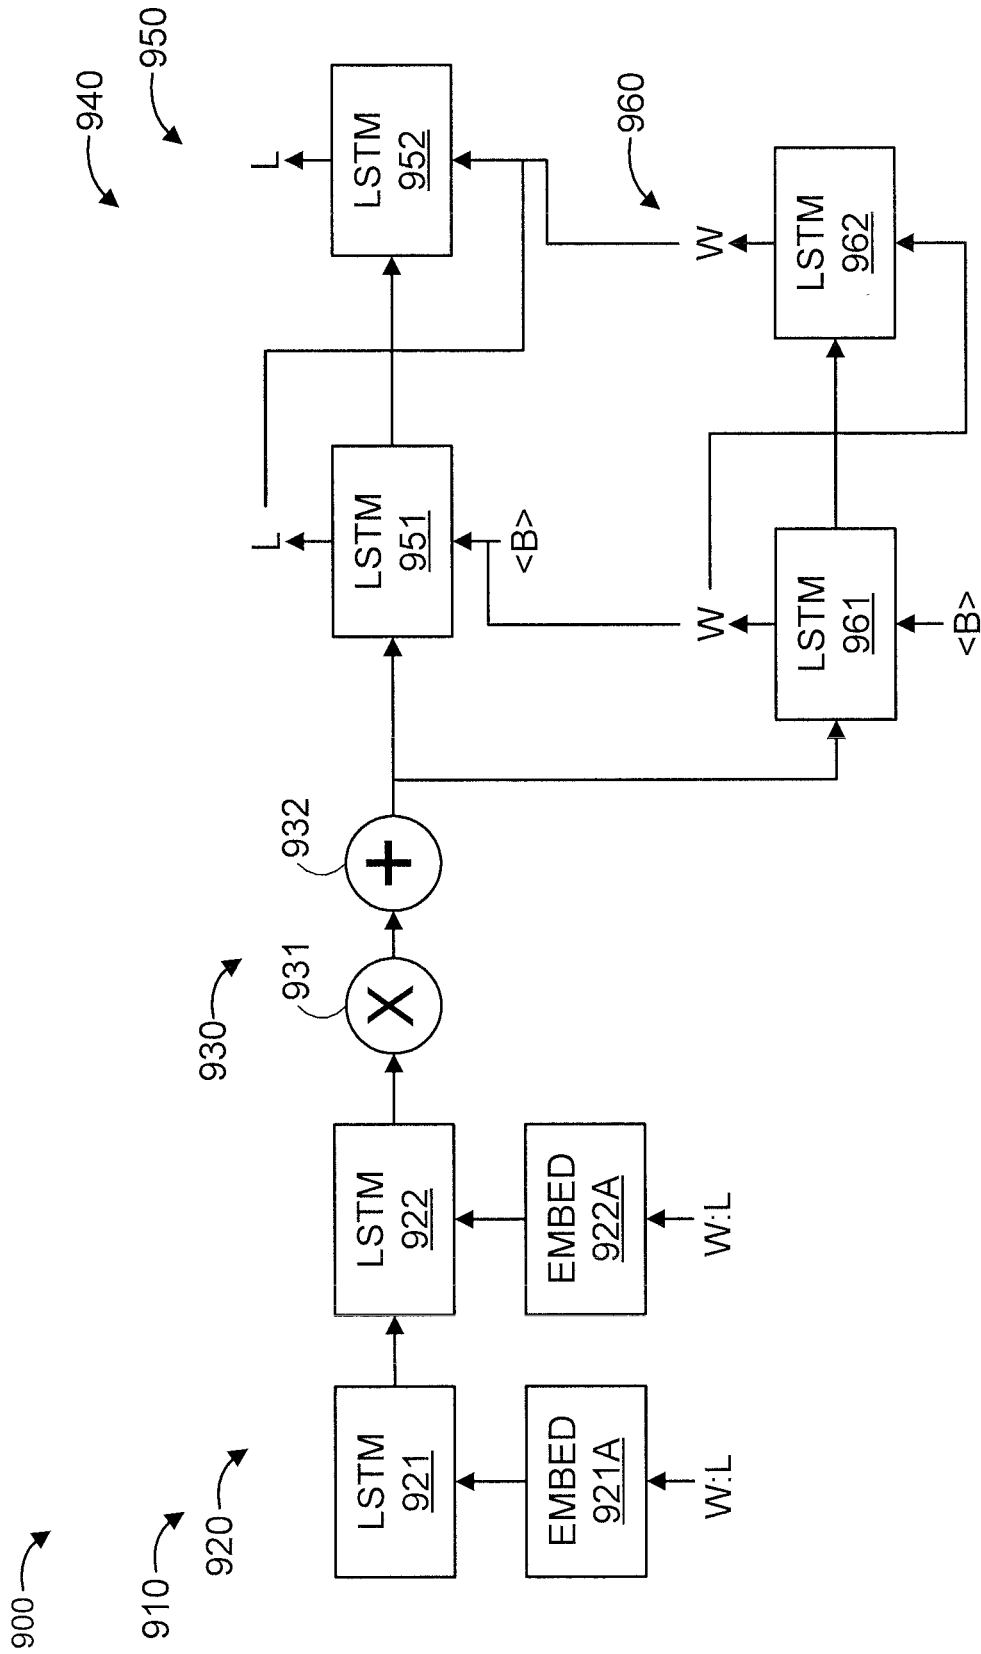 900
910
920
LSTM
921
EMBED
921A
W:L
LSTM
922
EMBED
922A
W:L
930
931
X
932
+
940
950
L
LSTM
951
<B>
L
LSTM
952
960
W
LSTM
961
<B>
W
LSTM
962